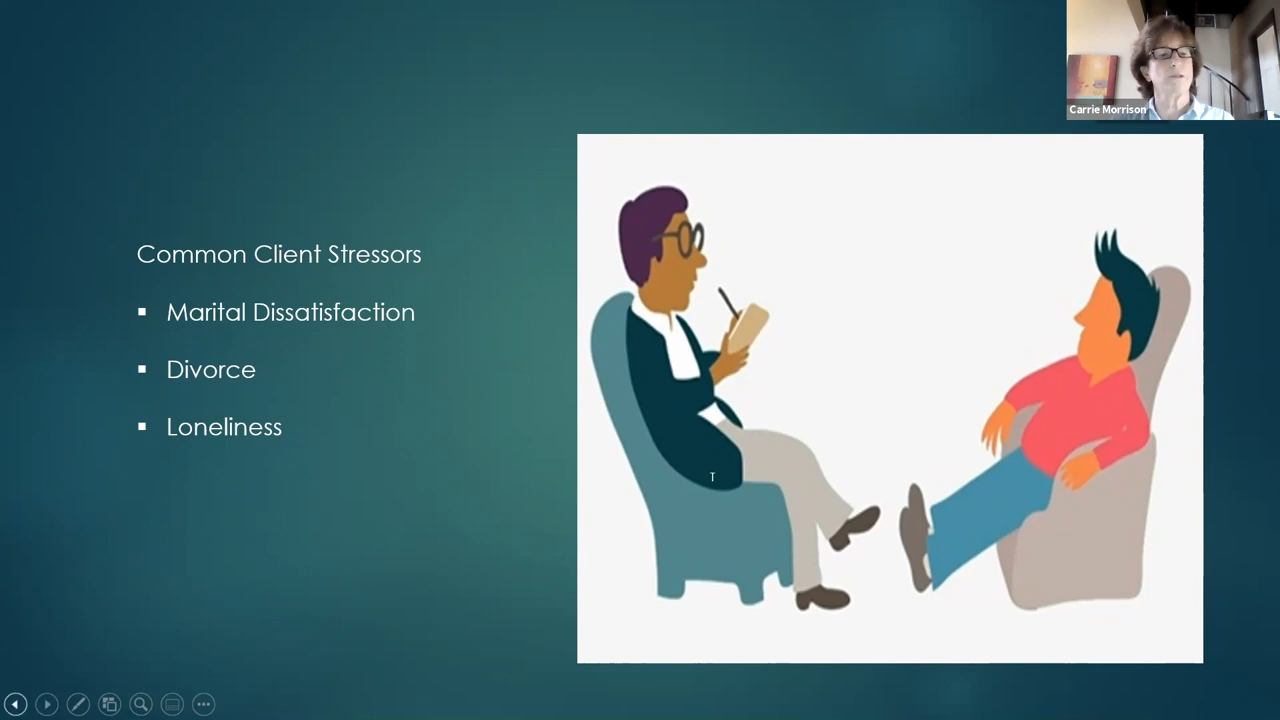 Carrie Morrison
Common Client Stressors
▪ Marital Dissatisfaction
▪ Divorce
▪ Loneliness
T